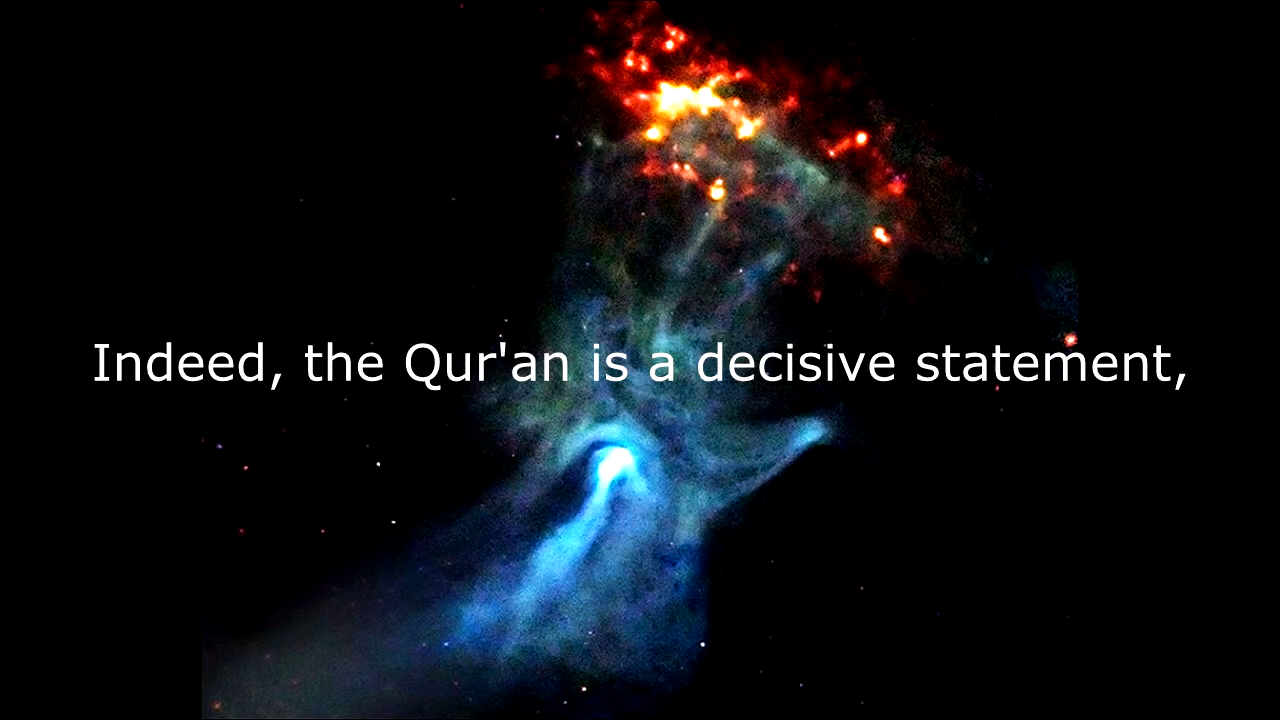 Indeed, the Qur'an is a decisive statement,